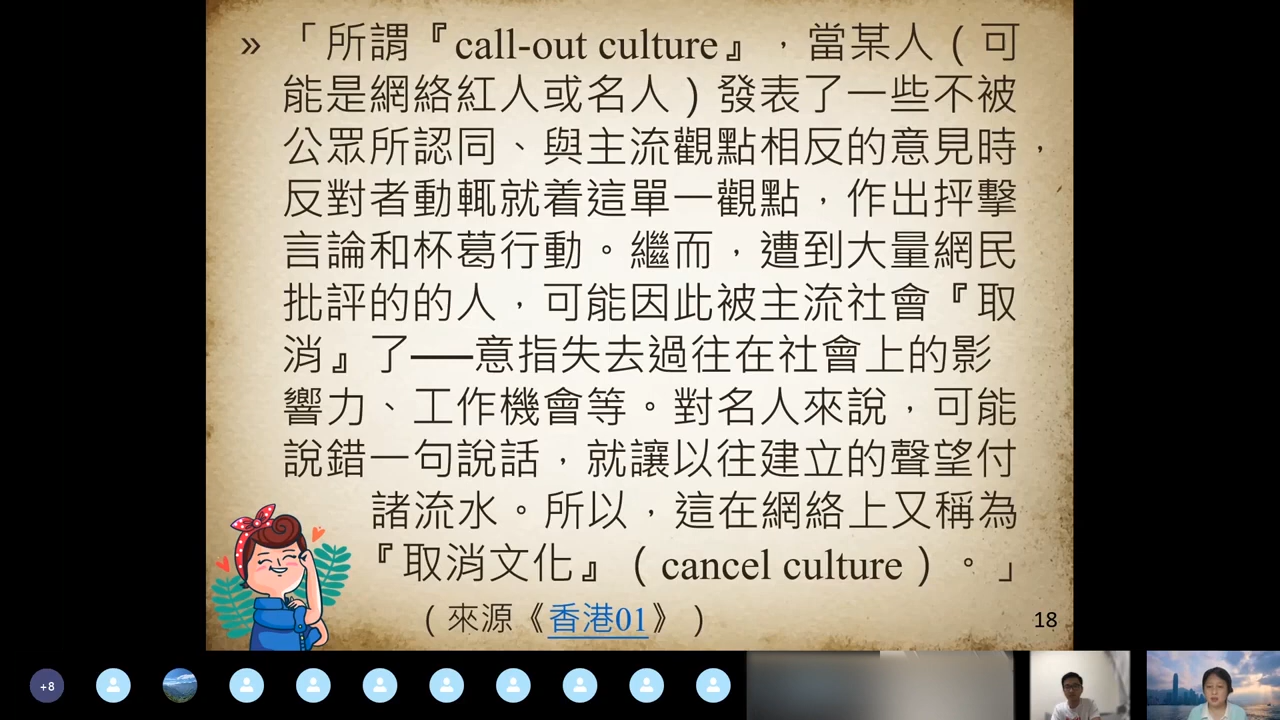 » 「所謂『call-out culture』，當某人（可
能是網絡紅人或名人）發表了一些不被
公眾所認同、與主流觀點相反的意見時，
反對者動輒就着這單一觀點，作出抨擊
言論和杯葛行動。繼而，遭到大量網民
批評的的人，可能因此被主流社會『取
消』了──意指失去過往在社會上的影
響力、工作機會等。對名人來說，可能
說錯一句說話，就讓以往建立的聲望付
諸流水。所以，這在網絡上又稱為
『取消文化』（cancel culture）。」
（來源《香港01》）
18
+8